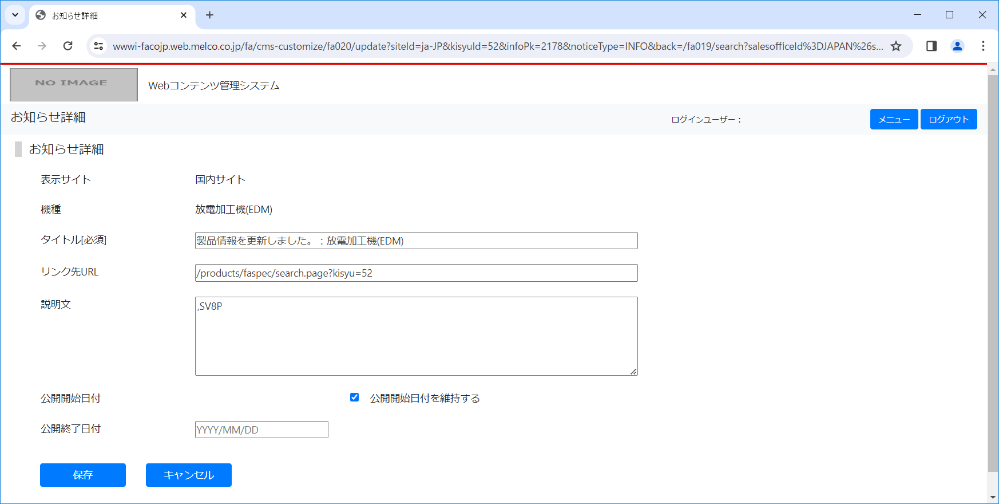 お知らせ詳細
wwwi-facojp.web.melco.co.jp/fa/cms-customize/fa020/update?siteId=ja-JP&kisyuId=52&infoPk=2178&noticeType=INFO&back=/fa019/search?salesofficeId%3DJAPAN%26s...
NO IMAGE Webコンテンツ管理システム
お知らせ詳細 ログインユーザー： メニュー ログアウト
お知らせ詳細
表示サイト 国内サイト
機種 放電加工機(EDM)
タイトル[必須] 製品情報を更新しました。：放電加工機(EDM)
リンク先URL /products/faspec/search.page?kisyu=52
説明文 ,SV8P
公開開始日付 公開開始日付を維持する
公開終了日付 YYYY/MM/DD
保存 キャンセル